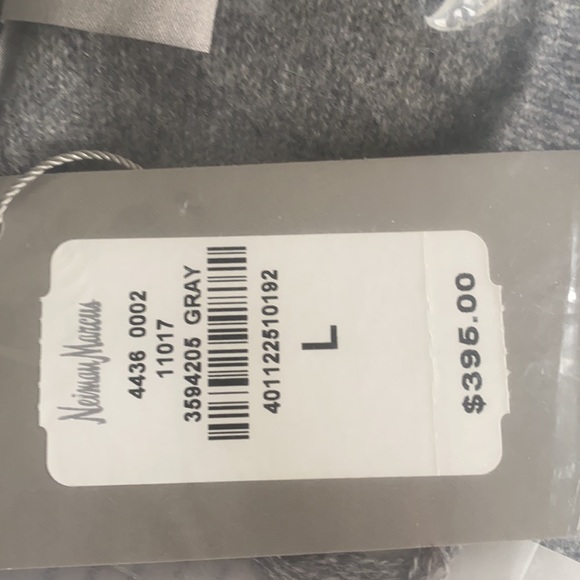 Neiman Marcus
4436 0002
11017
3594205 GRAY
401122510192
L
$395.00